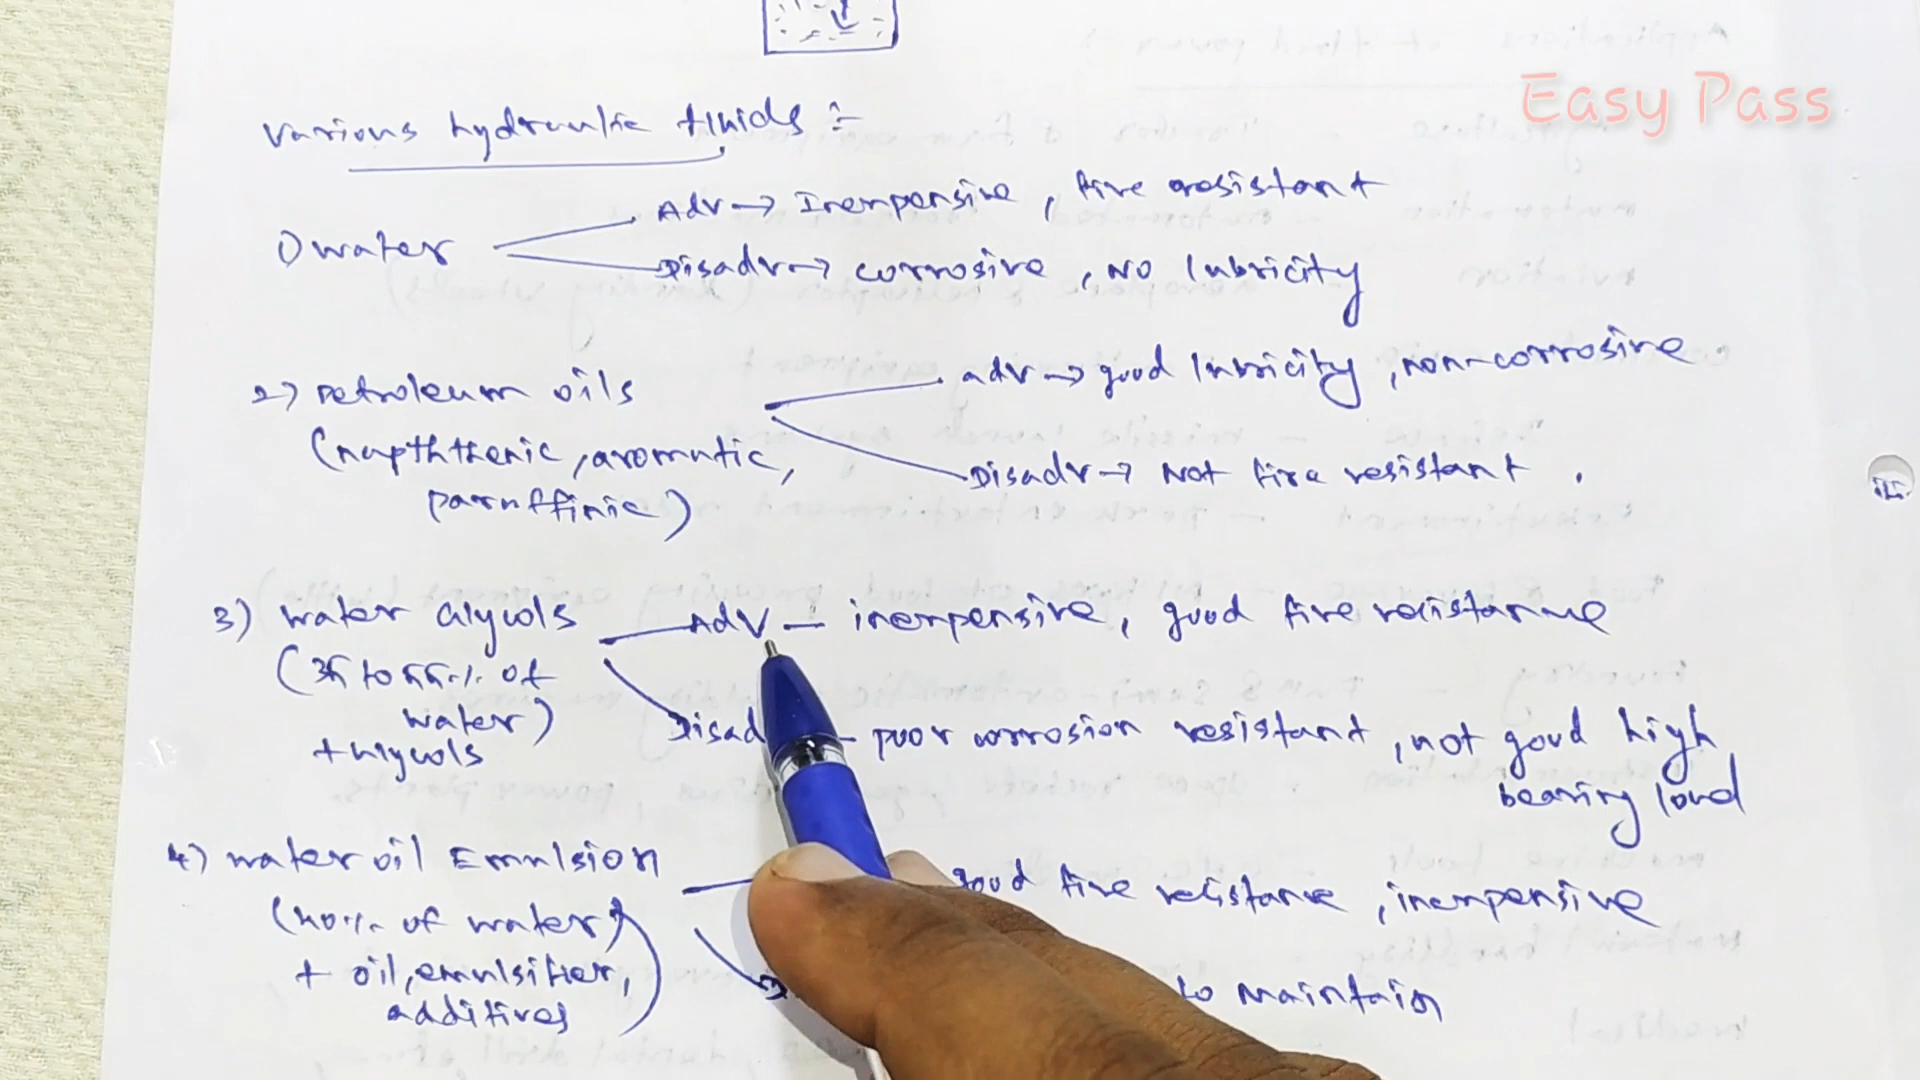 Easy Pass
various hydraulic fluids :-
1) water
Adv → Inexpensive, fire resistant
Disadv → corrosive, No lubricity
2) petroleum oils
(napththenic, aromatic,
paraffinic)
adv → good lubricity, non-corrosive
Disadv → Not fire resistant.
3) water Glycols
(35 to 55% of
water)
+ Glycols
Adv - inexpensive, good fire resistance
Disad - poor corrosion resistant, not good high
bearing load
4) water oil Emulsion
(40% of water
+ oil, emulsifier,
additives)
good fire resistance, inexpensive
to maintain